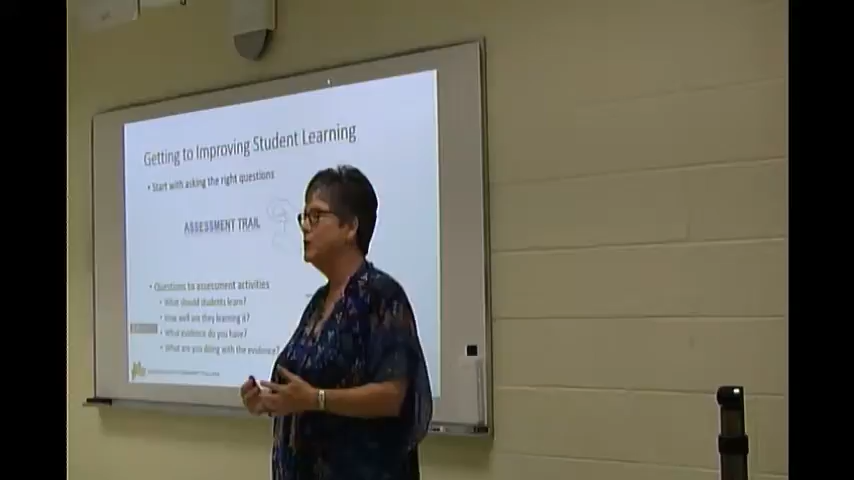 Getting to Improving Student Learning
• Start with asking the right questions
ASSESSMENT TRAIL
• Questions to assessment activities
• What should students learn?
• How well are they learning it?
• What evidence do you have?
• What are you doing with the evidence?